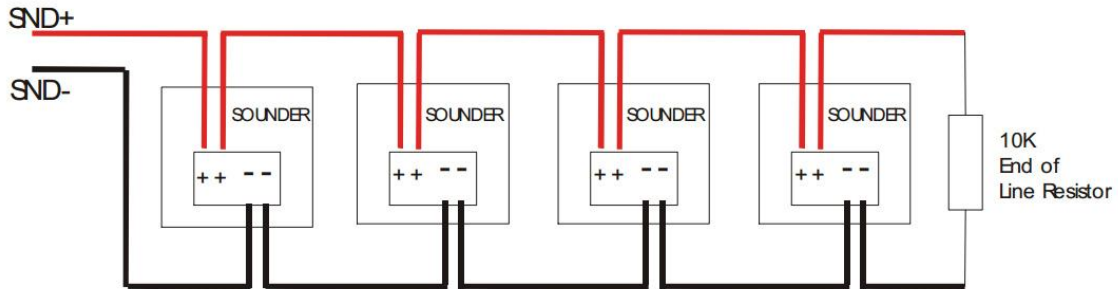 SND+
SND-
SOUNDER
SOUNDER
SOUNDER
SOUNDER
++ --
++ --
++ --
++ --
10K
End of
Line Resistor